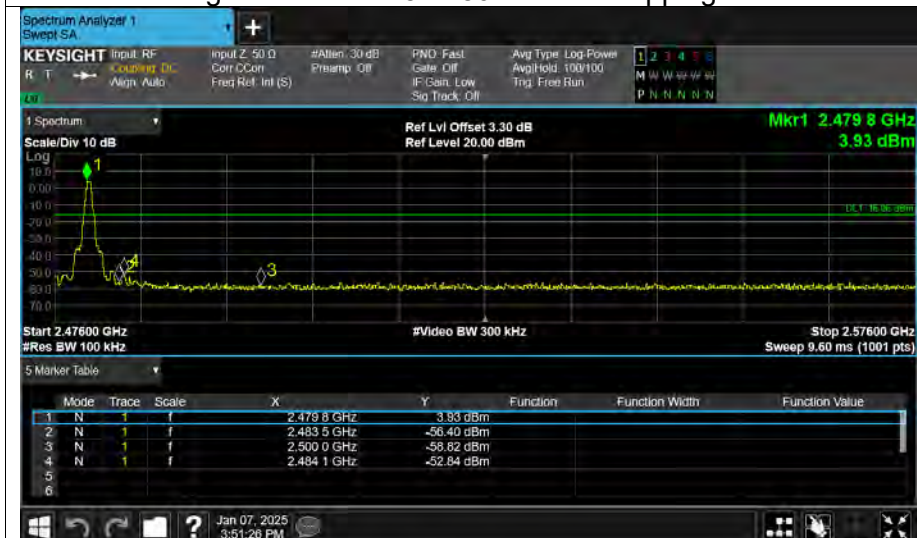 Spectrum Analyzer 1
Swept SA
+
KEYSIGHT Input: RF
R T
Coupling: DC
Align: Auto
Input Z: 50 Ω
Corr CCorr
Freq Ref: Int (S)
#Atten: 30 dB
Preamp: Off
PNO: Fast
Gate: Off
IF Gain: Low
Sig Track: Off
Avg Type: Log-Power
Avg|Hold: 100/100
Trig: Free Run
1 2 3 4 5 6
M W W W W W
P N N N N N
1 Spectrum
Scale/Div 10 dB
Ref Lvl Offset 3.30 dB
Ref Level 20.00 dBm
Mkr1 2.479 8 GHz
3.93 dBm
Log
10.0
0.00
-10.0
-20.0
-30.0
-40.0
-50.0
-60.0
-70.0
1
4
2
3
DL1 -16.06 dBm
Start 2.47600 GHz
#Res BW 100 kHz
#Video BW 300 kHz
Stop 2.57600 GHz
Sweep 9.60 ms (1001 pts)
5 Marker Table
Mode Trace Scale X Y Function Function Width Function Value
1 N 1 f 2.479 8 GHz 3.93 dBm
2 N 1 f 2.483 5 GHz -56.40 dBm
3 N 1 f 2.500 0 GHz -58.82 dBm
4 N 1 f 2.484 1 GHz -52.84 dBm
5
6
?
Jan 07, 2025
3:51:26 PM